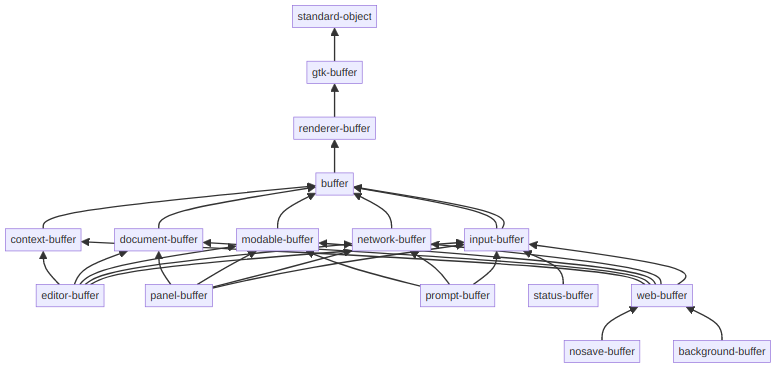 standard-object
gtk-buffer
renderer-buffer
buffer
context-buffer
document-buffer
modable-buffer
network-buffer
input-buffer
editor-buffer
panel-buffer
prompt-buffer
status-buffer
web-buffer
nosave-buffer
background-buffer